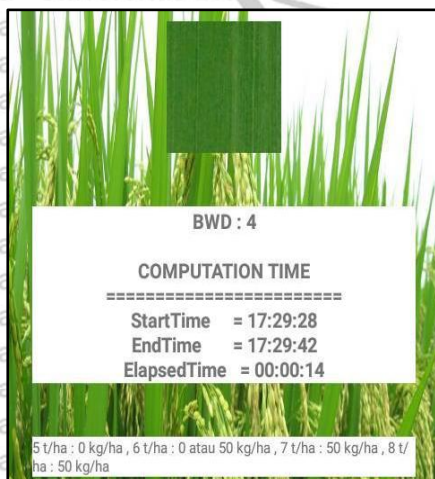 BWD : 4
COMPUTATION TIME
========================
StartTime = 17:29:28
EndTime = 17:29:42
ElapsedTime = 00:00:14
5 t/ha : 0 kg/ha , 6 t/ha : 0 atau 50 kg/ha , 7 t/ha : 50 kg/ha , 8 t/
ha : 50 kg/ha